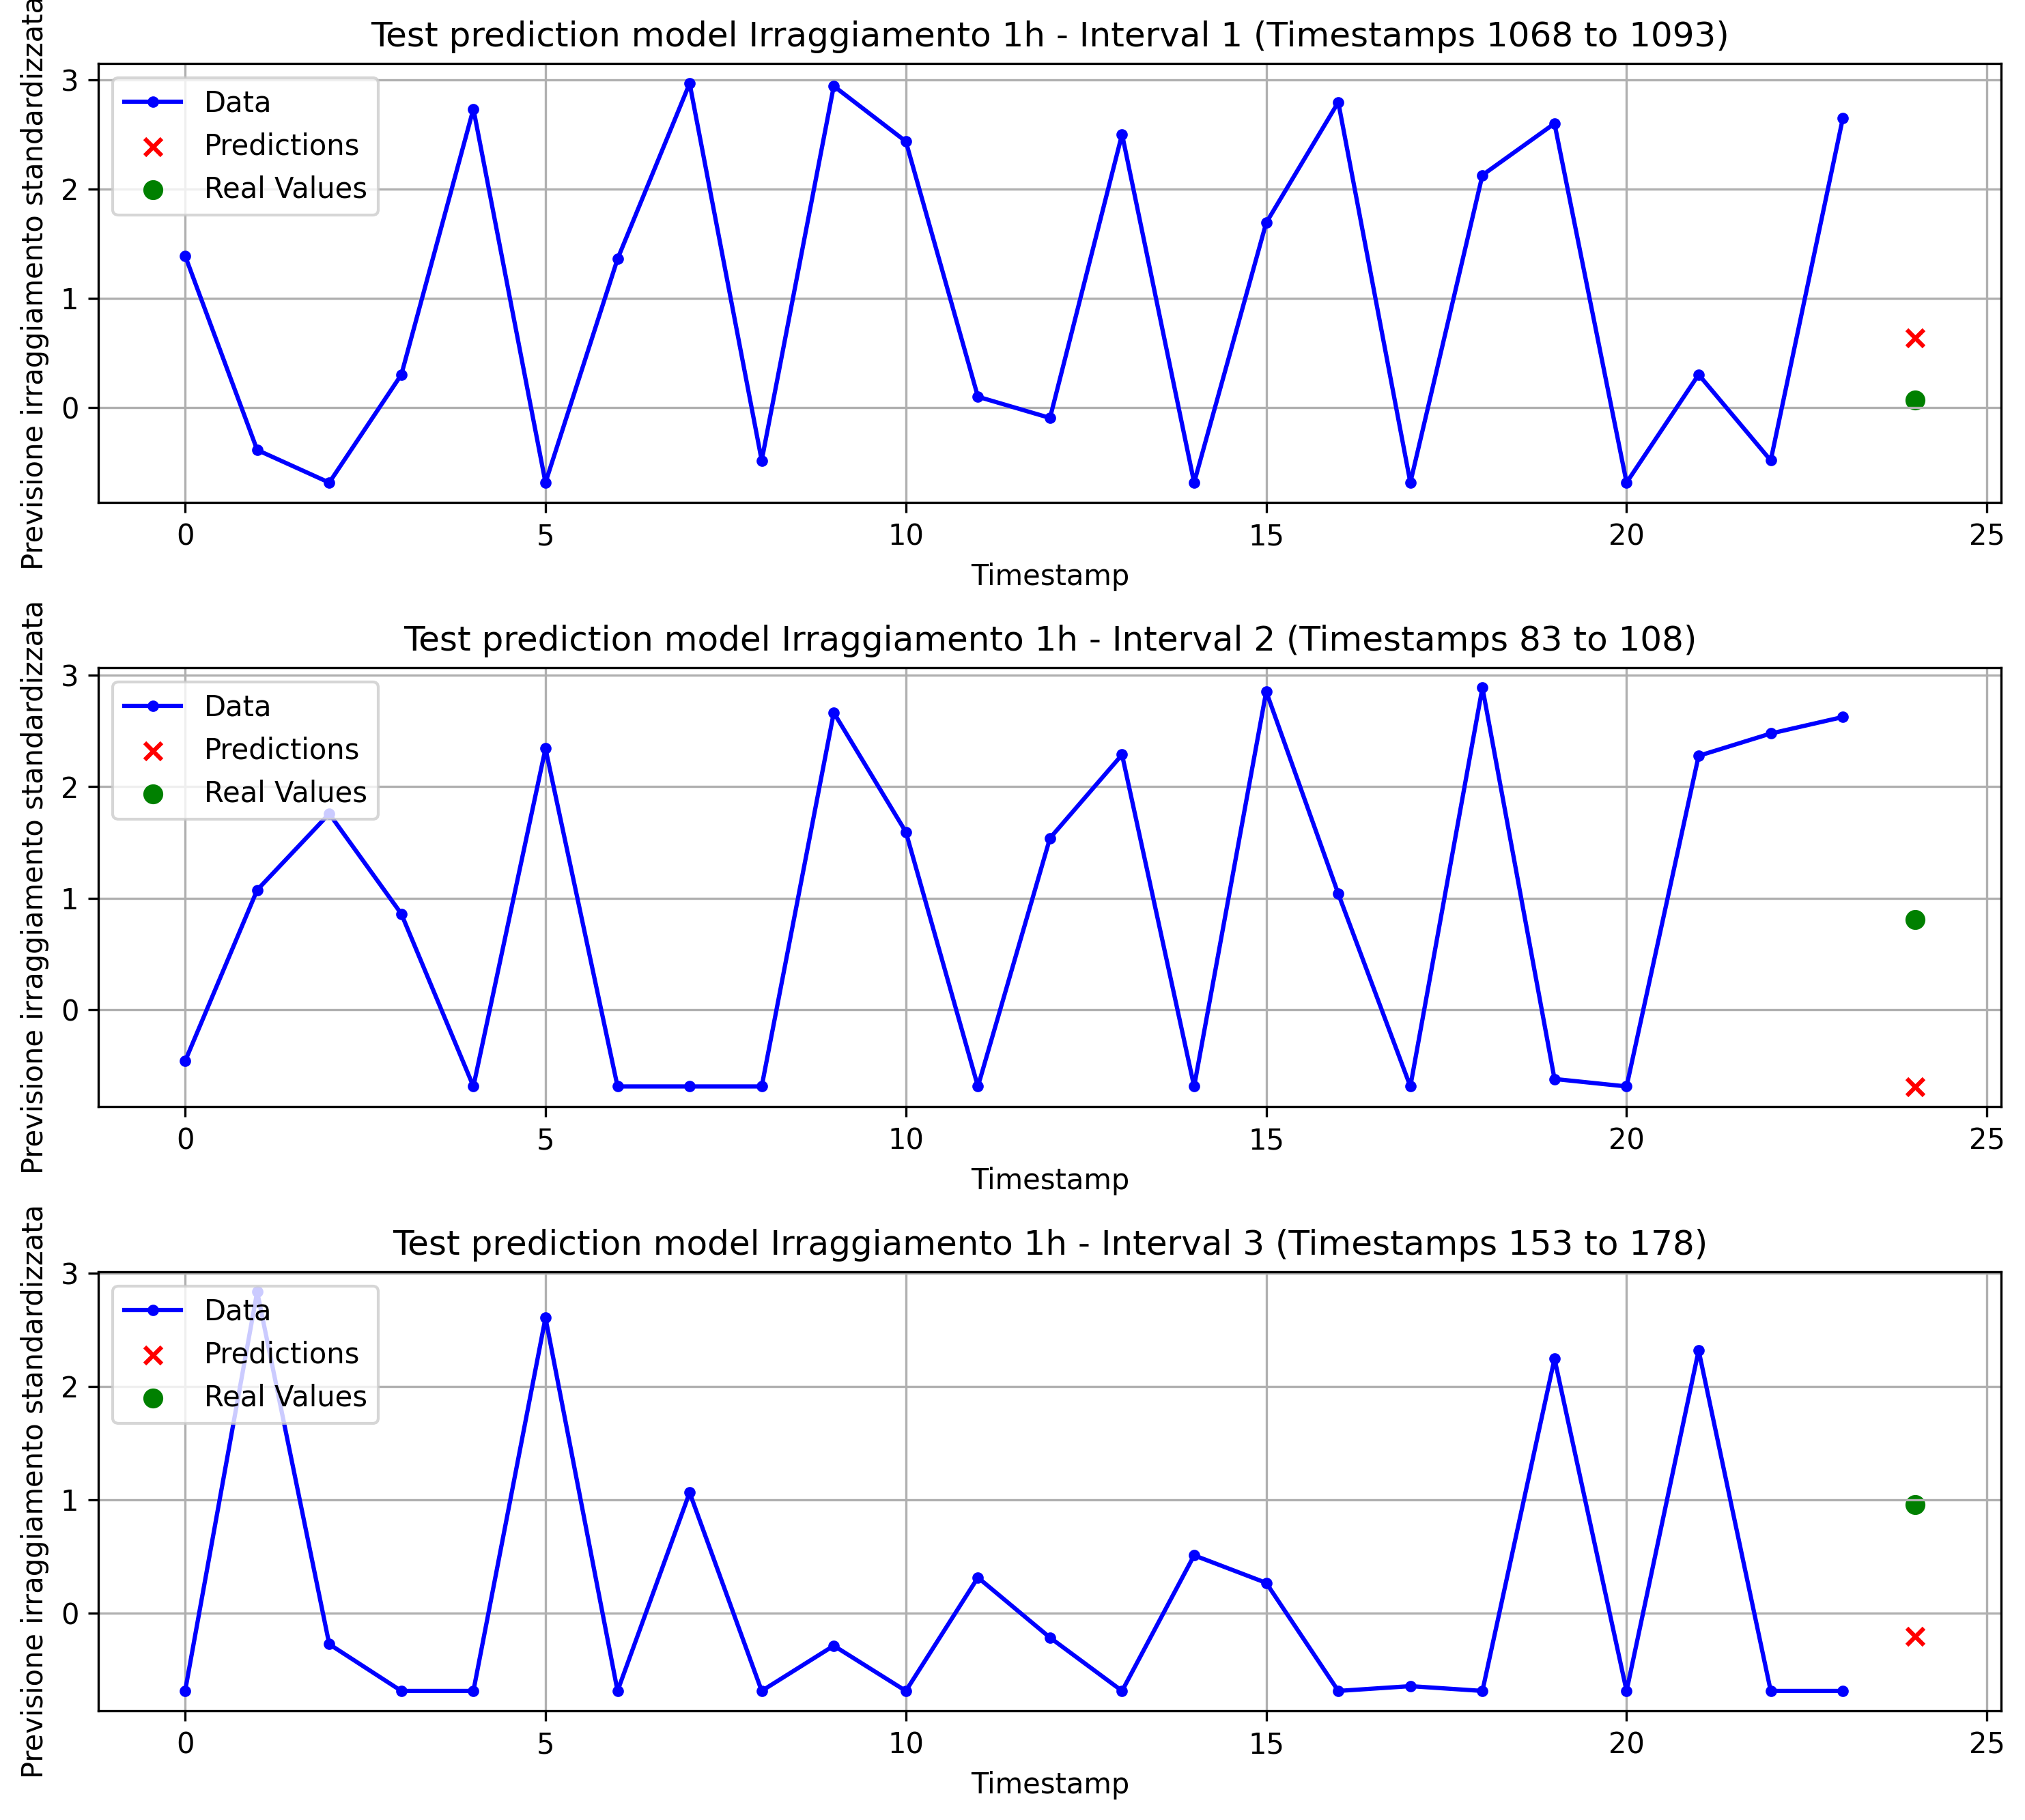 Test prediction model Irraggiamento 1h - Interval 1 (Timestamps 1068 to 1093)
Previsione irraggiamento standardizzata
3
2
1
0
Data
Predictions
Real Values
0 5 10 15 20 25
Timestamp
Test prediction model Irraggiamento 1h - Interval 2 (Timestamps 83 to 108)
Previsione irraggiamento standardizzata
3
2
1
0
Data
Predictions
Real Values
0 5 10 15 20 25
Timestamp
Test prediction model Irraggiamento 1h - Interval 3 (Timestamps 153 to 178)
Previsione irraggiamento standardizzata
3
2
1
0
Data
Predictions
Real Values
0 5 10 15 20 25
Timestamp